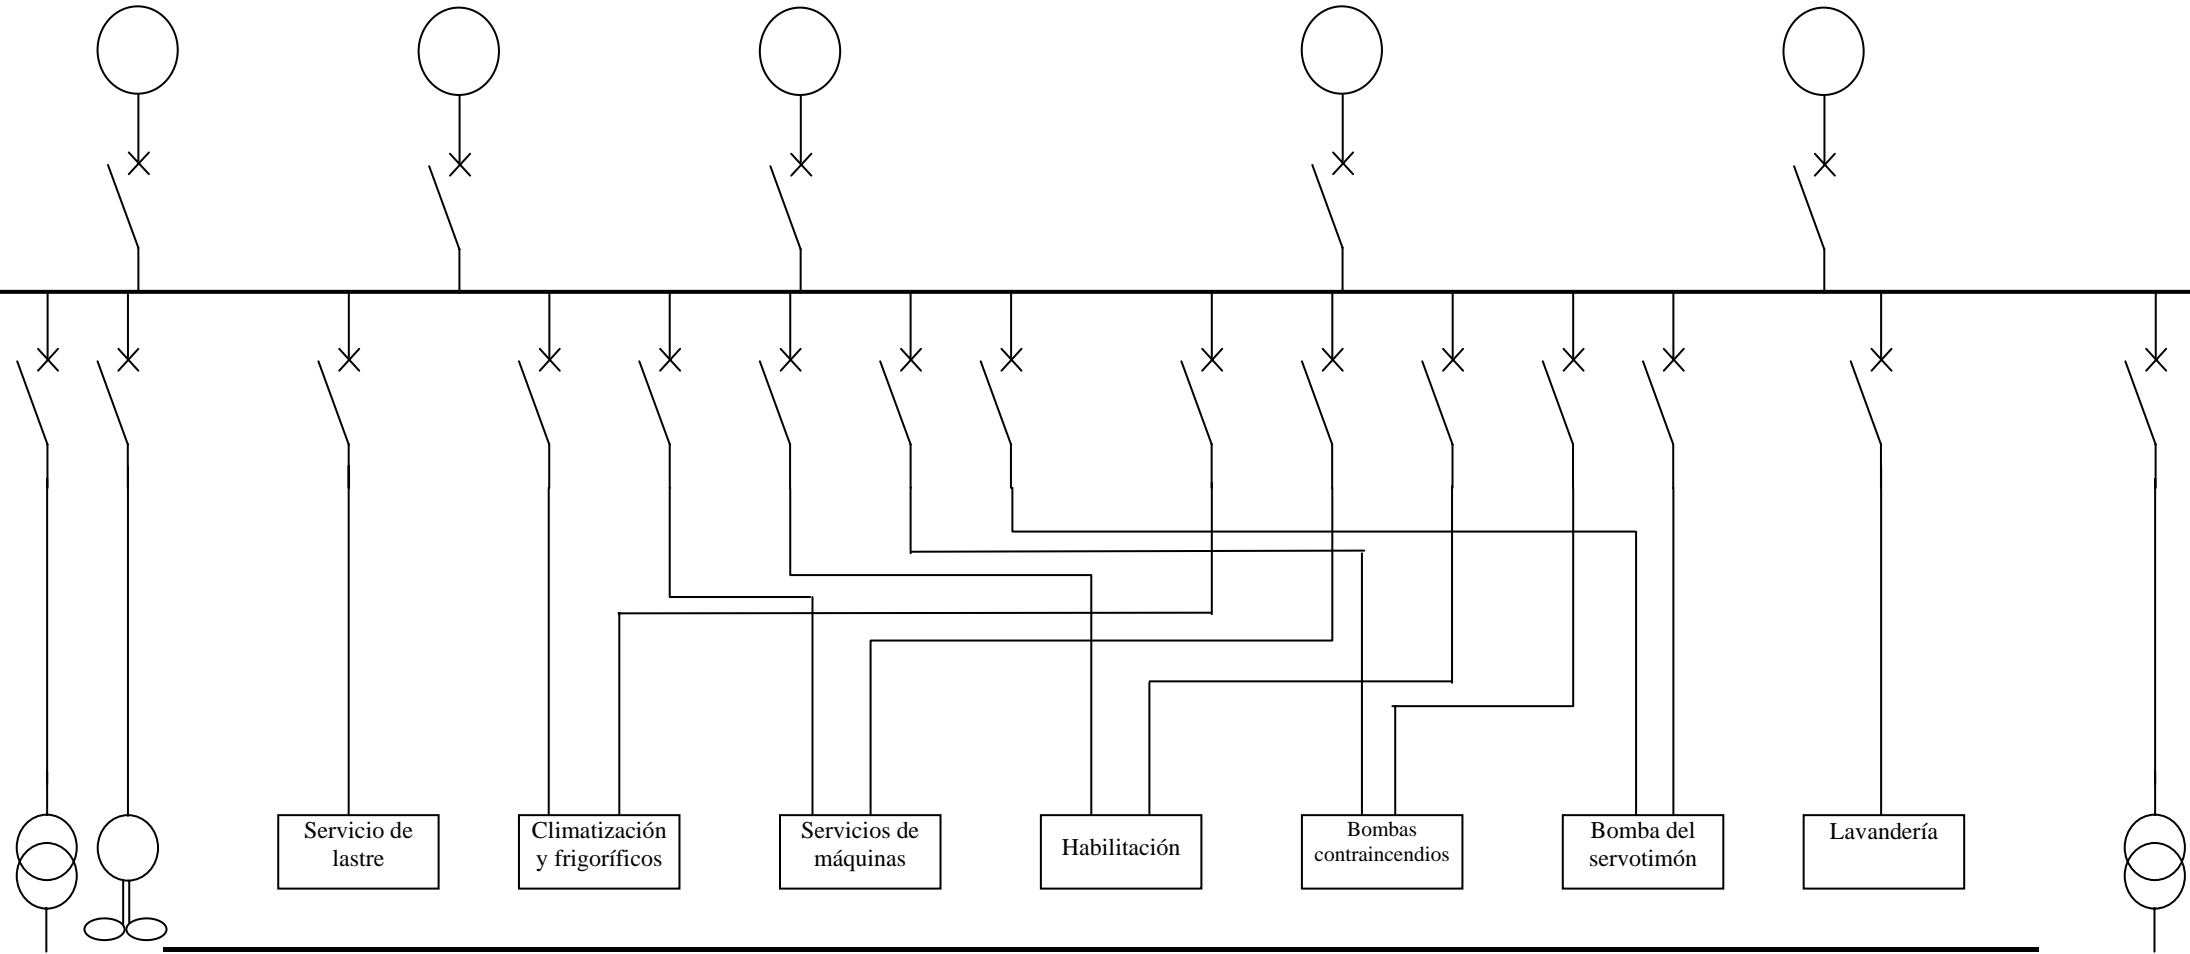 Servicio de
lastre
Climatización
y frigoríficos
Servicios de
máquinas
Habilitación
Bombas
contraincendios
Bomba del
servotimón
Lavandería